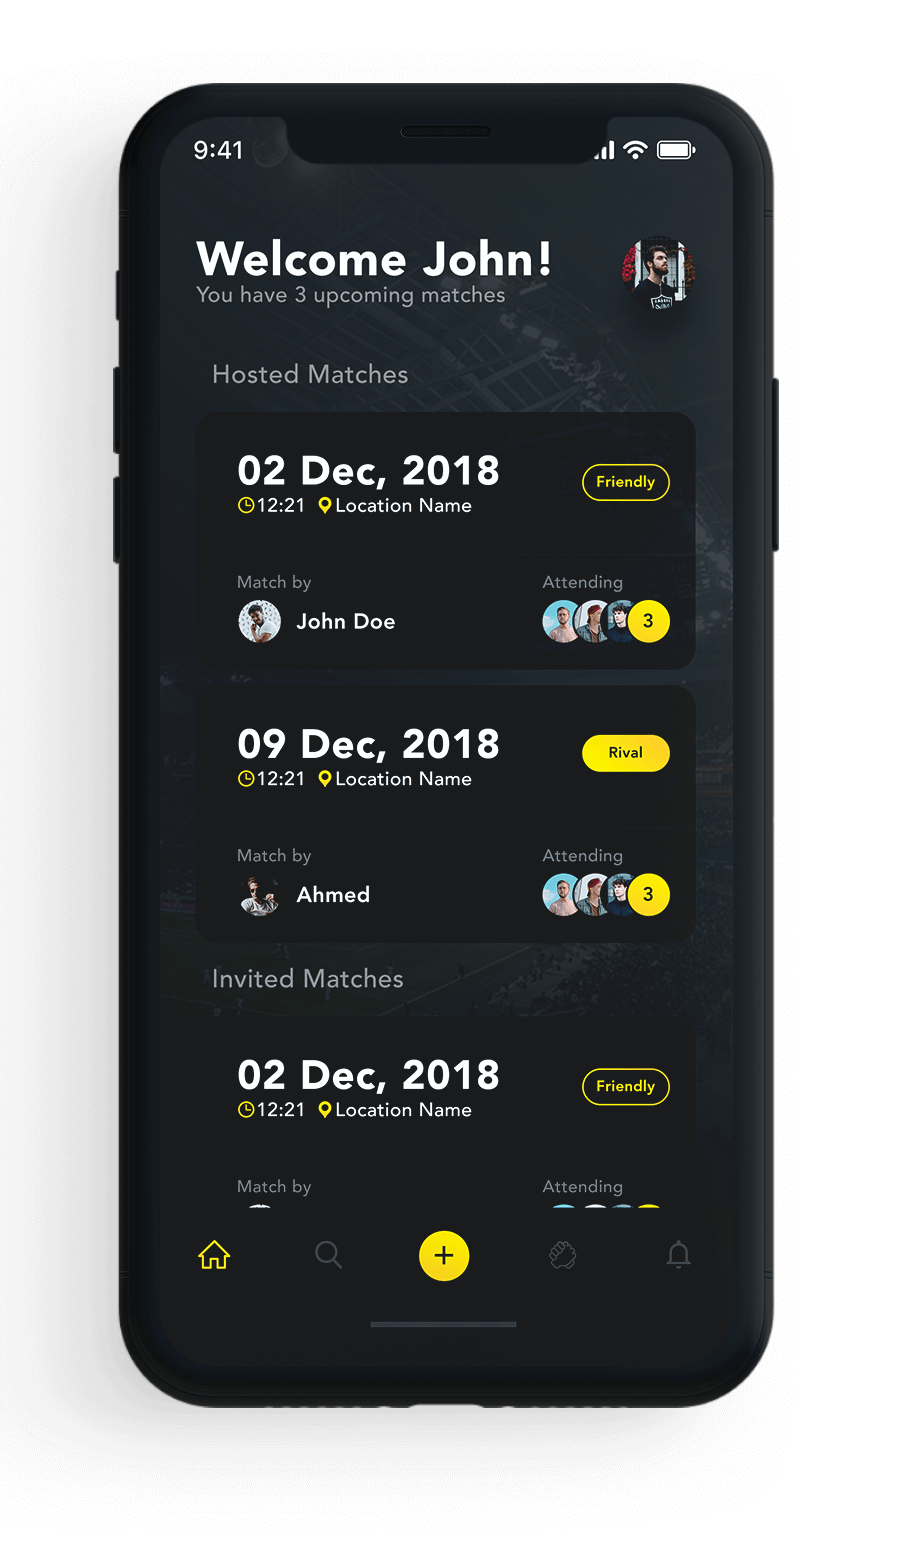 9:41
Welcome John!
You have 3 upcoming matches
Hosted Matches
02 Dec, 2018
Friendly
12:21 Location Name
Match by
Attending
John Doe
3
09 Dec, 2018
Rival
12:21 Location Name
Match by
Attending
Ahmed
3
Invited Matches
02 Dec, 2018
Friendly
12:21 Location Name
Match by
Attending
+